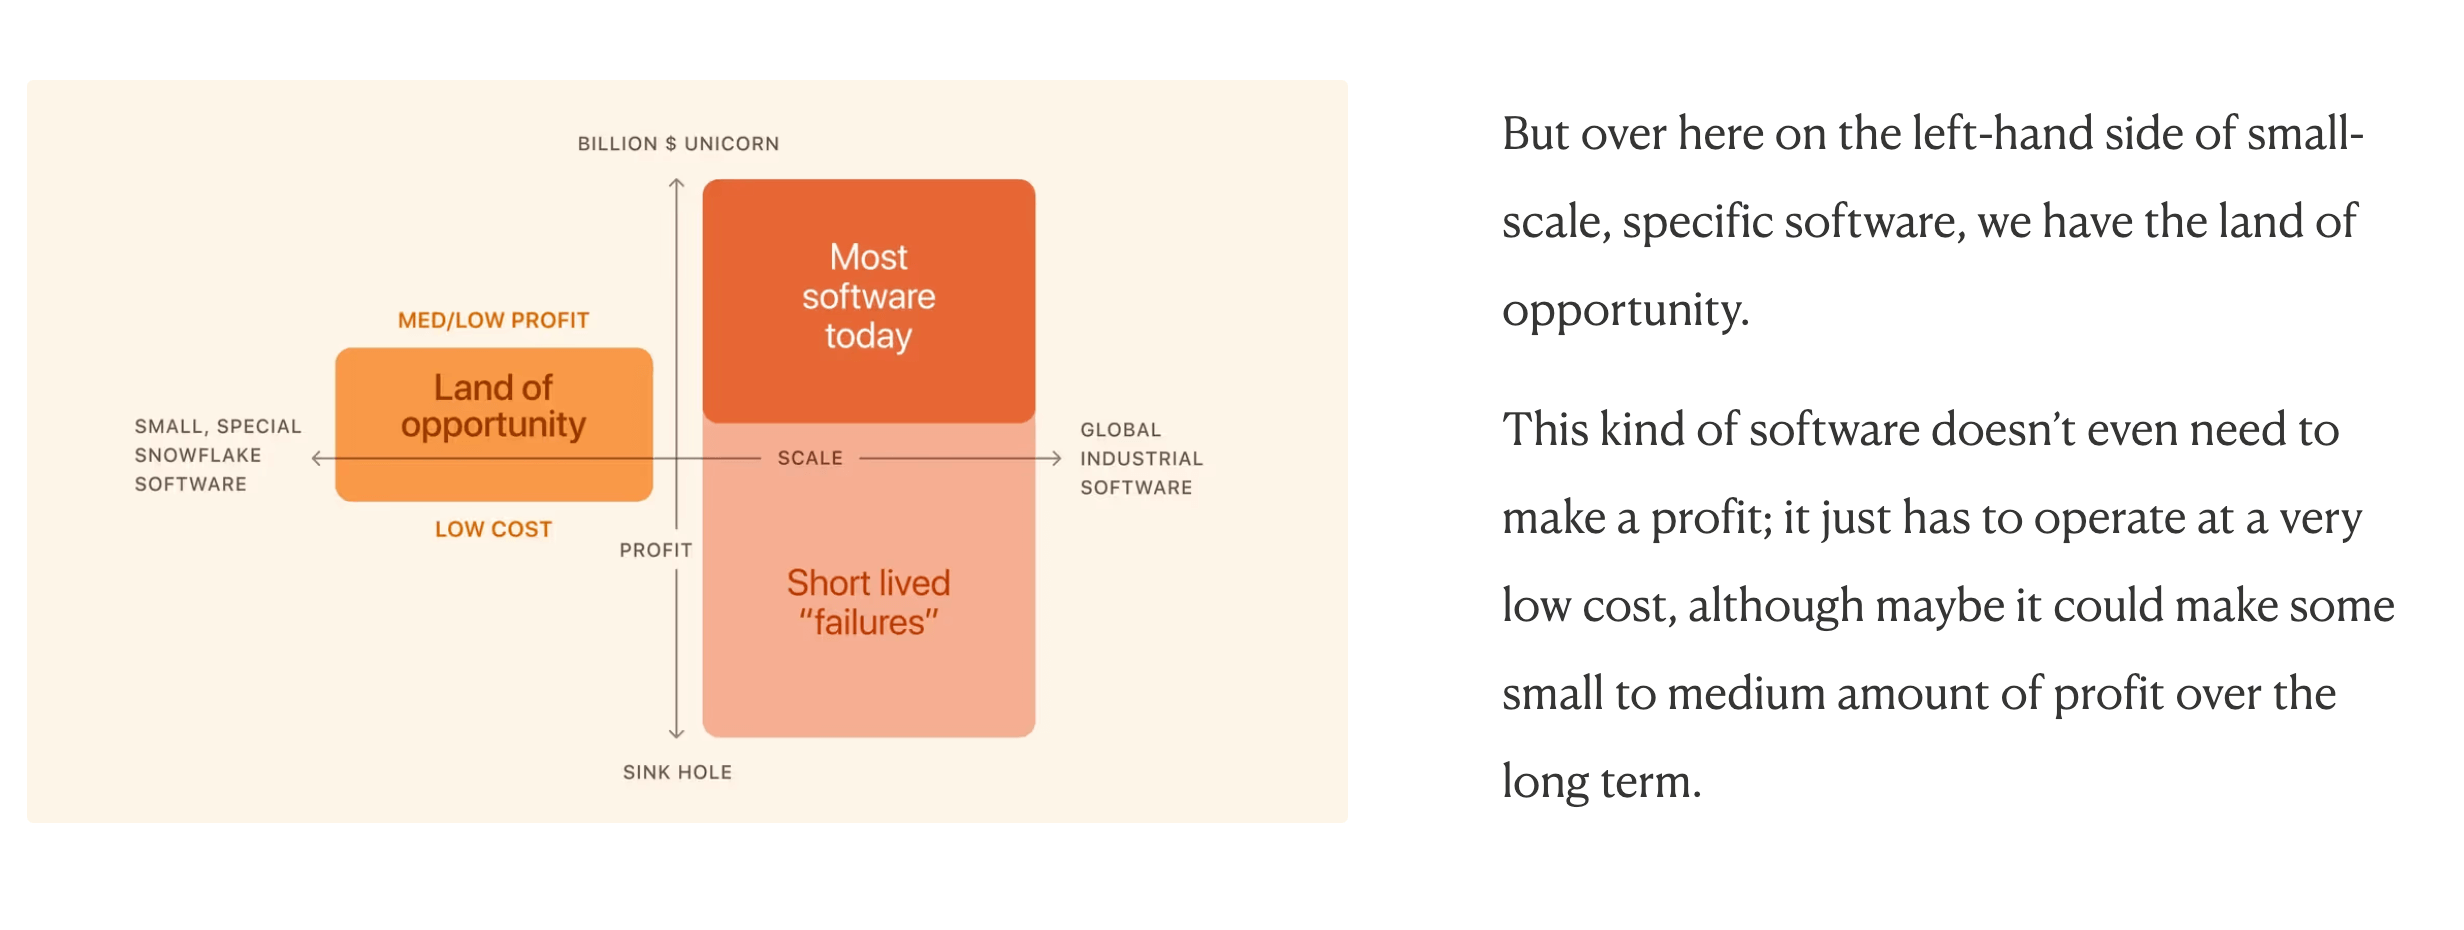 BILLION $ UNICORN
Most
software
today
MED/LOW PROFIT
Land of
opportunity
SMALL, SPECIAL
SNOWFLAKE
SOFTWARE
SCALE
GLOBAL
INDUSTRIAL
SOFTWARE
LOW COST
PROFIT
Short lived
“failures”
SINK HOLE
But over here on the left-hand side of small-
scale, specific software, we have the land of
opportunity.
This kind of software doesn’t even need to
make a profit; it just has to operate at a very
low cost, although maybe it could make some
small to medium amount of profit over the
long term.